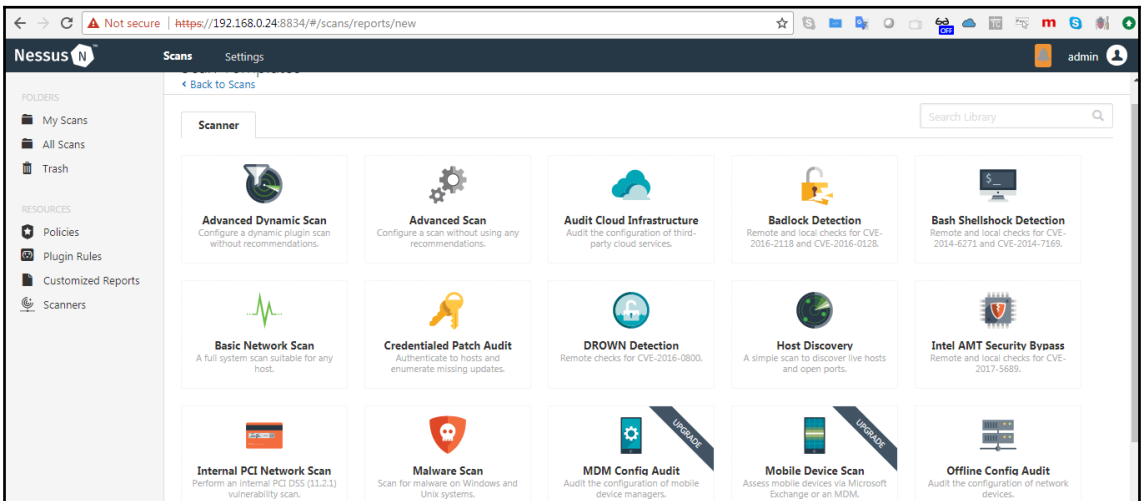 Not secure | https://192.168.0.24:8834/#/scans/reports/new
OFF
TC
m
S
Nessus N
Scans Settings
admin
Scan Templates
Back to Scans
FOLDERS
My Scans
All Scans
Trash
RESOURCES
Policies
Plugin Rules
Customized Reports
Scanners
Scanner
Search Library
Advanced Dynamic Scan
Configure a dynamic plugin scan
without recommendations.
Advanced Scan
Configure a scan without using any
recommendations.
Audit Cloud Infrastructure
Audit the configuration of third-
party cloud services.
Badlock Detection
Remote and local checks for CVE-
2016-2118 and CVE-2016-0128.
$_
Bash Shellshock Detection
Remote and local checks for CVE-
2014-6271 and CVE-2014-7169.
Basic Network Scan
A full system scan suitable for any
host.
Credentialed Patch Audit
Authenticate to hosts and
enumerate missing updates.
DROWN Detection
Remote checks for CVE-2016-0800.
Host Discovery
A simple scan to discover live hosts
and open ports.
Intel AMT Security Bypass
Remote and local checks for CVE-
2017-5689.
Internal PCI Network Scan
Perform an internal PCI DSS (11.2.1)
vulnerability scan.
Malware Scan
Scan for malware on Windows and
Unix systems.
UPGRADE
MDM Config Audit
Audit the configuration of mobile
device managers.
UPGRADE
Mobile Device Scan
Assess mobile devices via Microsoft
Exchange or an MDM.
Offline Config Audit
Audit the configuration of network
devices.